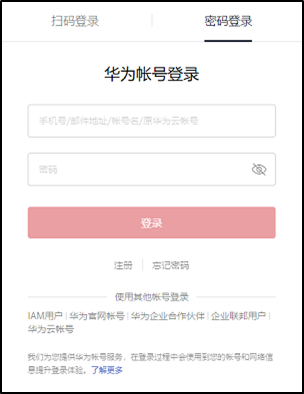 扫码登录 | 密码登录
华为帐号登录
手机号/邮件地址/帐号名/原华为云帐号
密码
登录
注册 | 忘记密码
使用其他帐号登录
IAM用户 | 华为官网帐号 | 华为企业合作伙伴 | 企业联邦用户 |
华为云帐号
我们为您提供华为帐号服务，在登录过程中会使用到您的帐号和网络信
息提升登录体验。了解更多